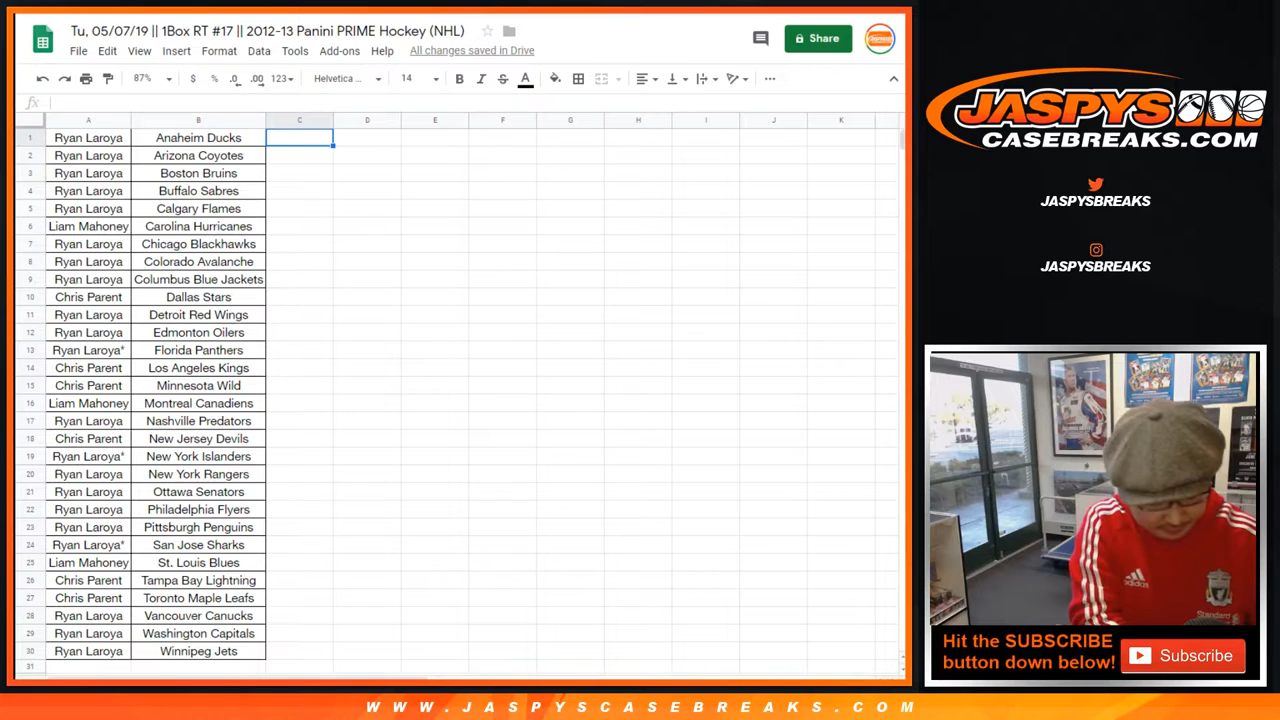 Tu, 05/07/19 || 1Box RT #17 || 2012-13 Panini PRIME Hockey (NHL)
File Edit View Insert Format Data Tools Add-ons Help All changes saved in Drive
Share
87% $ % .0 .00 123 Helvetica ... 14 B I S A
fx
A B C D E F G H I J K
1 Ryan Laroya Anaheim Ducks
2 Ryan Laroya Arizona Coyotes
3 Ryan Laroya Boston Bruins
4 Ryan Laroya Buffalo Sabres
5 Ryan Laroya Calgary Flames
6 Liam Mahoney Carolina Hurricanes
7 Ryan Laroya Chicago Blackhawks
8 Ryan Laroya Colorado Avalanche
9 Ryan Laroya Columbus Blue Jackets
10 Chris Parent Dallas Stars
11 Ryan Laroya Detroit Red Wings
12 Ryan Laroya Edmonton Oilers
13 Ryan Laroya* Florida Panthers
14 Chris Parent Los Angeles Kings
15 Chris Parent Minnesota Wild
16 Liam Mahoney Montreal Canadiens
17 Ryan Laroya Nashville Predators
18 Chris Parent New Jersey Devils
19 Ryan Laroya* New York Islanders
20 Ryan Laroya New York Rangers
21 Ryan Laroya Ottawa Senators
22 Ryan Laroya Philadelphia Flyers
23 Ryan Laroya Pittsburgh Penguins
24 Ryan Laroya* San Jose Sharks
25 Liam Mahoney St. Louis Blues
26 Chris Parent Tampa Bay Lightning
27 Chris Parent Toronto Maple Leafs
28 Ryan Laroya Vancouver Canucks
29 Ryan Laroya Washington Capitals
30 Ryan Laroya Winnipeg Jets
31
JASPYS
CASEBREAKS.COM
JASPYSBREAKS
JASPYSBREAKS
adidas
Standard
Hit the SUBSCRIBE
button down below!
Subscribe
WWW.JASPYSCASEBREAKS.COM